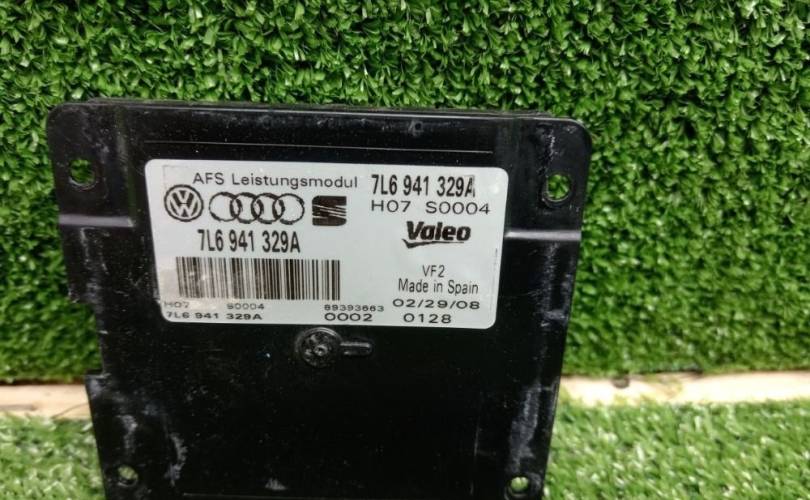 AFS Leistungsmodul 7L6 941 329A
H07 S0004
7L6 941 329A
Valeo
VF2
Made in Spain
H07 S0004 89393663
02/29/08
7L6 941 329A 0002 0128